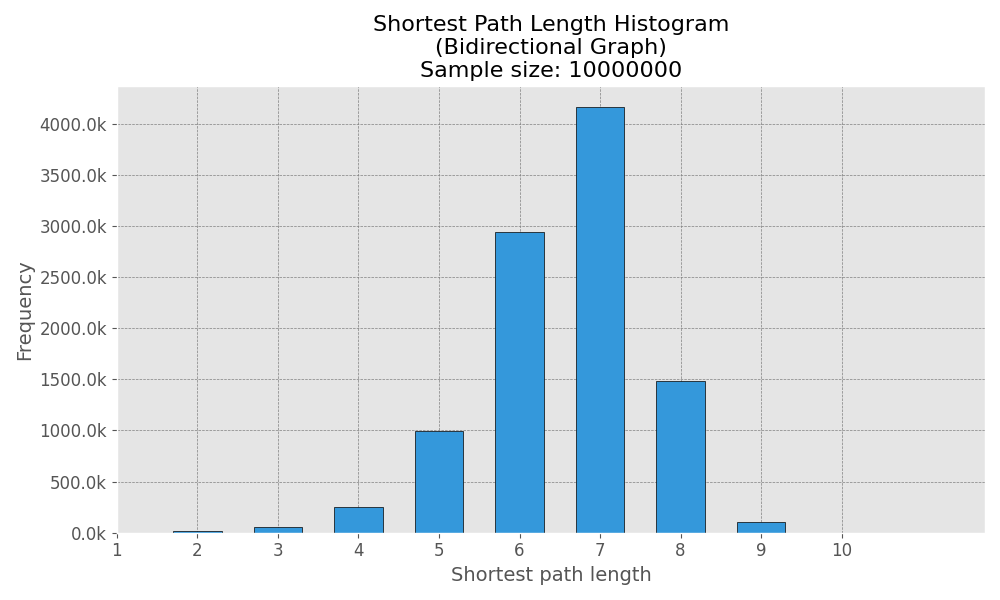 Shortest Path Length Histogram
(Bidirectional Graph)
Sample size: 10000000
4000.0k
3500.0k
3000.0k
2500.0k
2000.0k
1500.0k
1000.0k
500.0k
0.0k
Frequency
1 2 3 4 5 6 7 8 9 10
Shortest path length